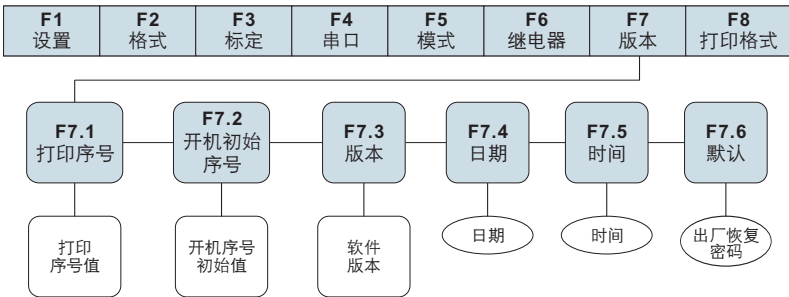 F1 F2 F3 F4 F5 F6 F7 F8
设置 格式 标定 串口 模式 继电器 版本 打印格式
F7.1
打印序号
F7.2
开机初始
序号
F7.3
版本
F7.4
日期
F7.5
时间
F7.6
默认
打印
序号值
开机序号
初始值
软件
版本
日期
时间
出厂恢复
密码